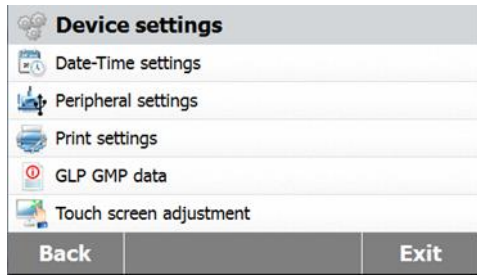 Device settings
Date-Time settings
Peripheral settings
Print settings
GLP GMP data
Touch screen adjustment
Back
Exit